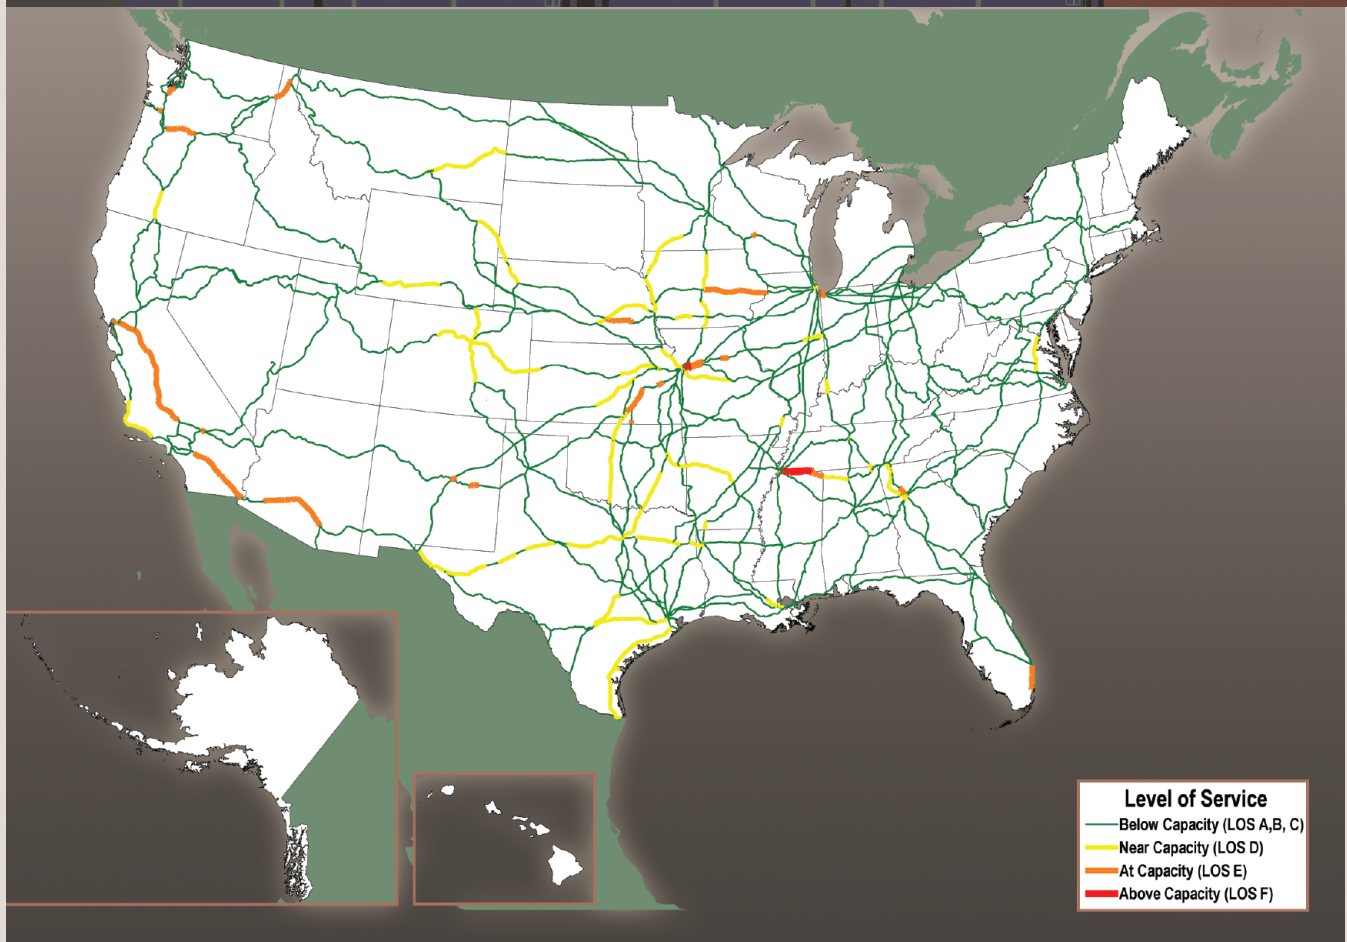 Level of Service
Below Capacity (LOS A,B, C)
Near Capacity (LOS D)
At Capacity (LOS E)
Above Capacity (LOS F)